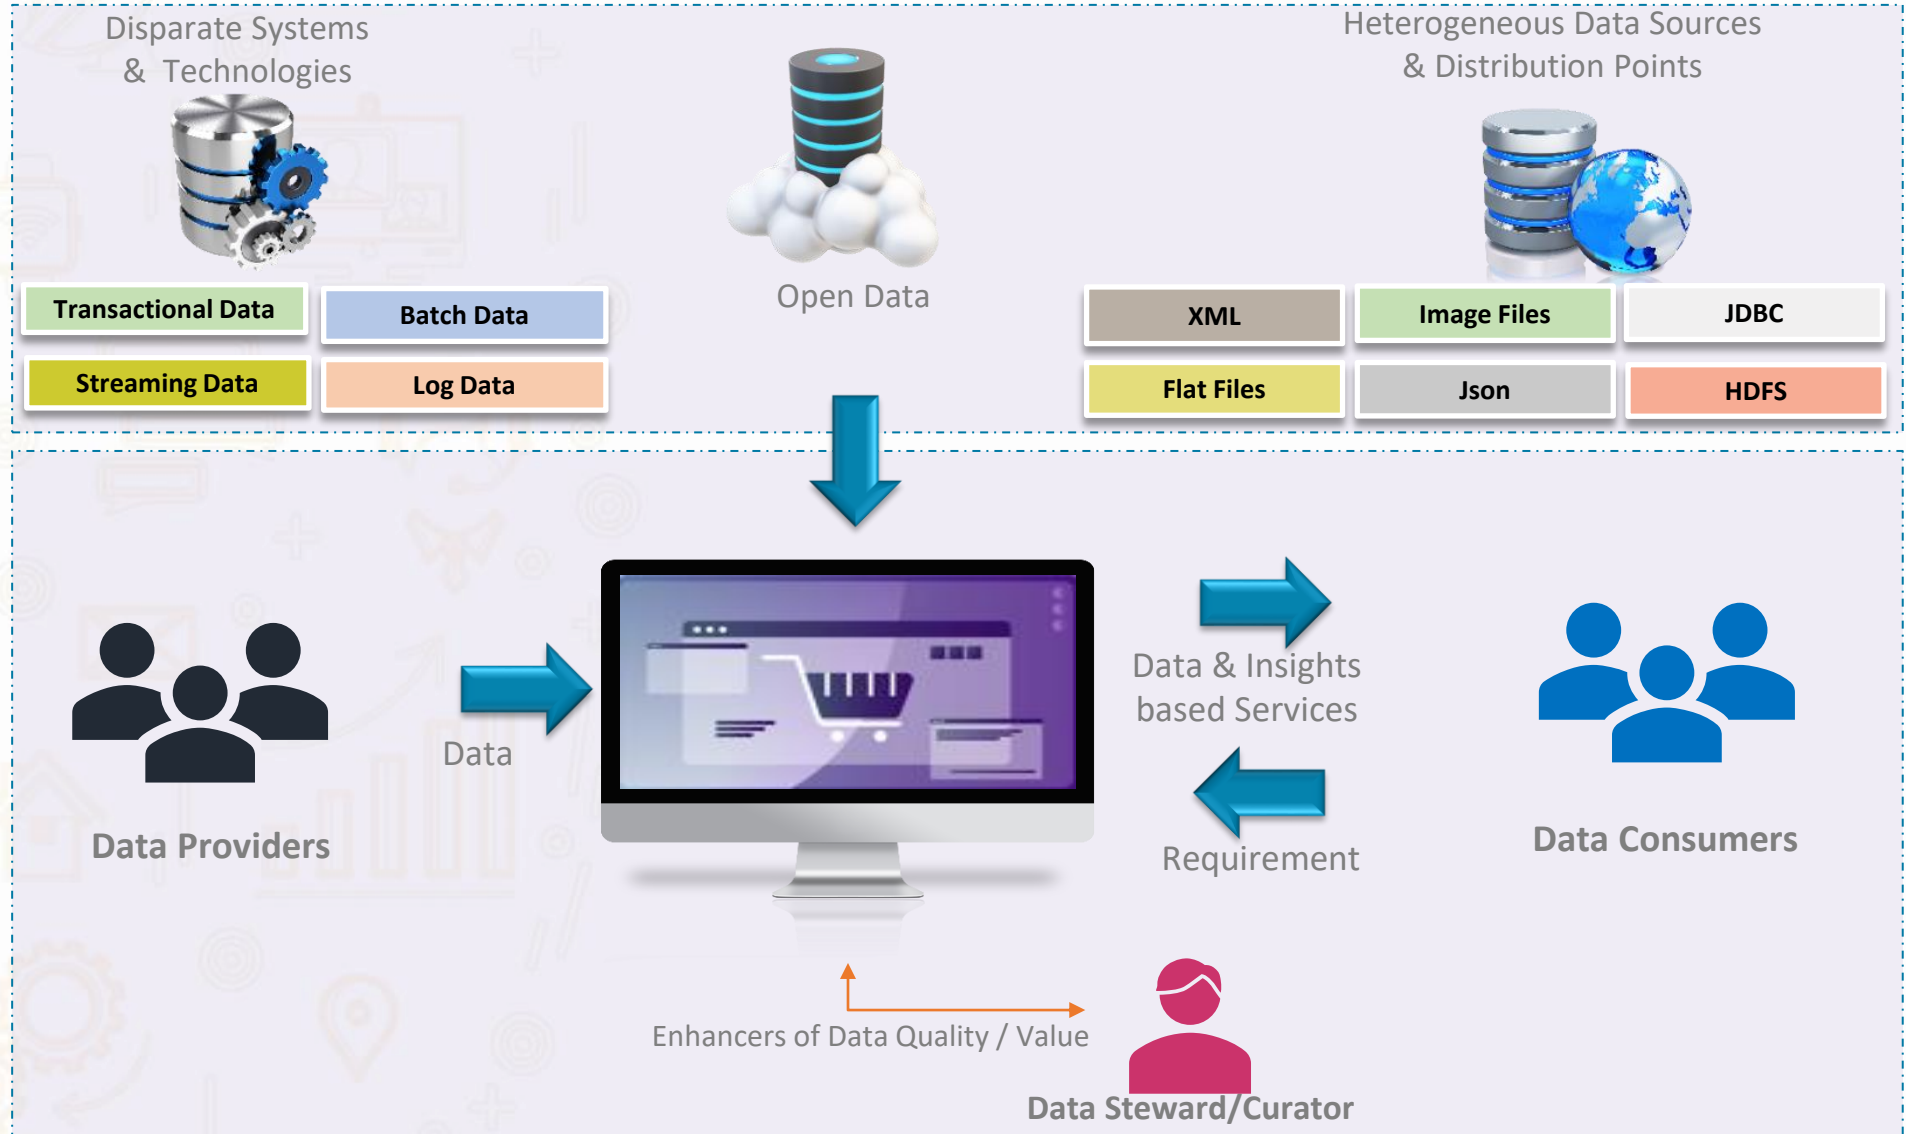 Disparate Systems
& Technologies
Heterogeneous Data Sources
& Distribution Points
Open Data
Transactional Data
Batch Data
Streaming Data
Log Data
XML
Image Files
JDBC
Flat Files
Json
HDFS
Data
Data Providers
Data & Insights
based Services
Requirement
Data Consumers
Enhancers of Data Quality / Value
Data Steward/Curator